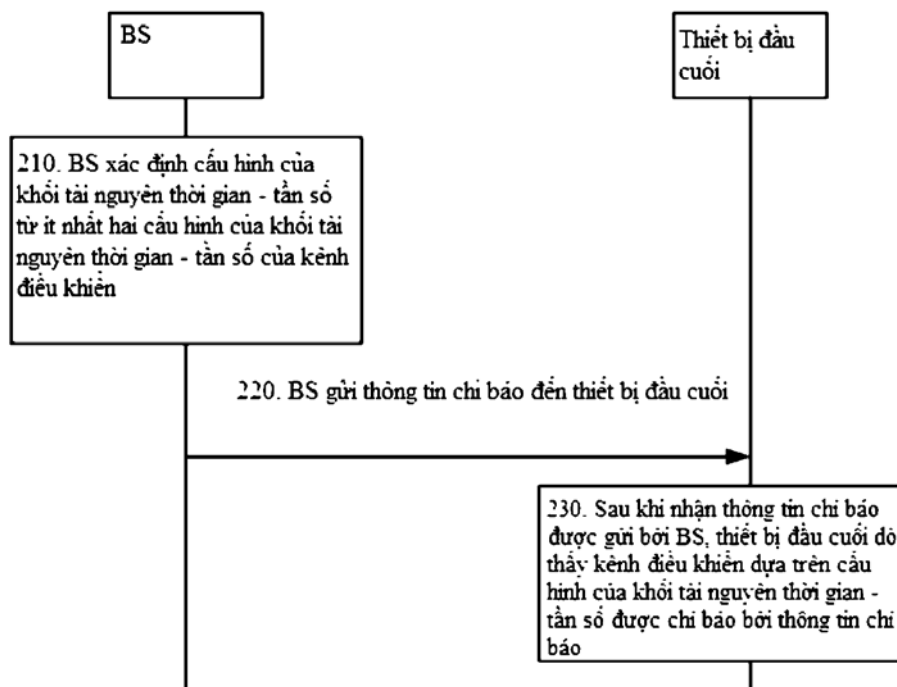 BS
Thiết bị đầu
cuối
210. BS xác định cấu hình của
khối tài nguyên thời gian - tần số
từ ít nhất hai cấu hình của khối tài
nguyên thời gian - tần số của kênh
điều khiển
220. BS gửi thông tin chỉ báo đến thiết bị đầu cuối
230. Sau khi nhận thông tin chỉ báo
được gửi bởi BS, thiết bị đầu cuối dò
thấy kênh điều khiển dựa trên cấu
hình của khối tài nguyên thời gian -
tần số được chỉ báo bởi thông tin chỉ
báo